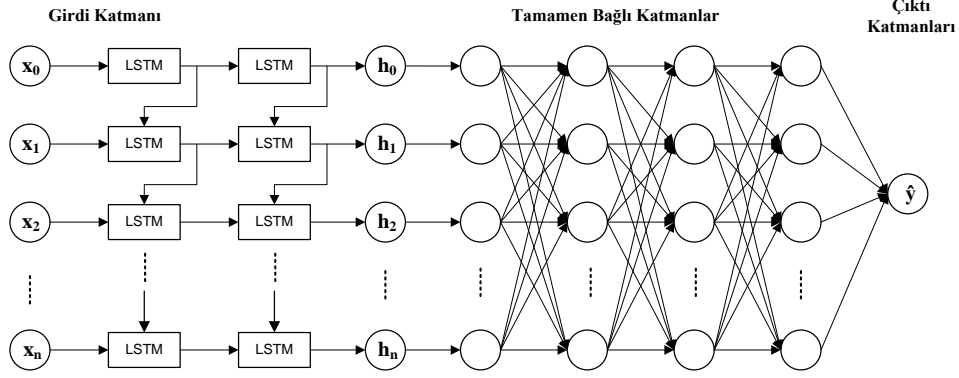 Girdi Katmanı
Tamamen Bağlı Katmanlar
Çıktı
Katmanları
x₀ LSTM LSTM h₀
x₁ LSTM LSTM h₁
x₂ LSTM LSTM h₂
ŷ
xₙ LSTM LSTM hₙ